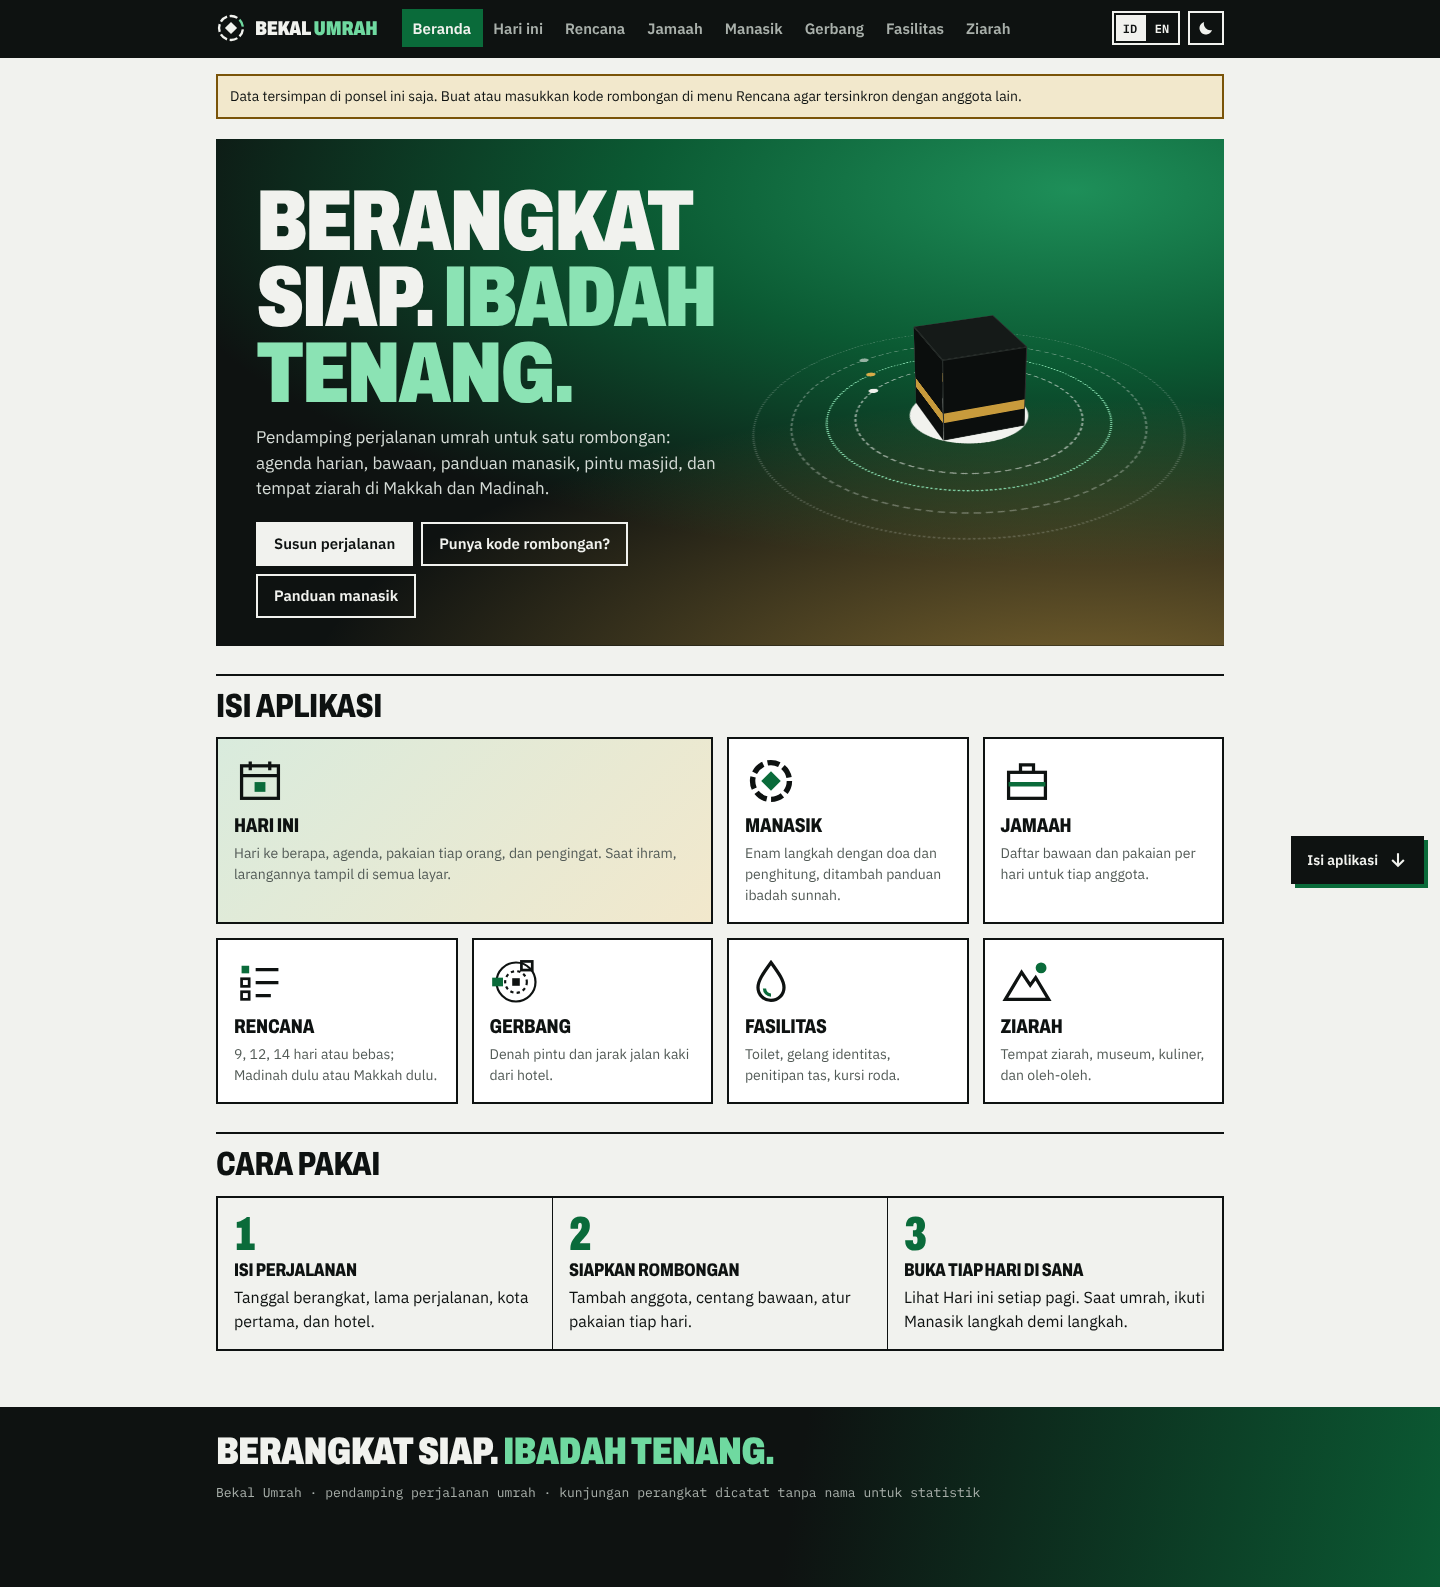 BEKAL UMRAH
Beranda
Hari ini
Rencana
Jamaah
Manasik
Gerbang
Fasilitas
Ziarah
ID
EN
Data tersimpan di ponsel ini saja. Buat atau masukkan kode rombongan di menu Rencana agar tersinkron dengan anggota lain.
BERANGKAT
SIAP. IBADAH
TENANG.
Pendamping perjalanan umrah untuk satu rombongan:
agenda harian, bawaan, panduan manasik, pintu masjid, dan
tempat ziarah di Makkah dan Madinah.
Susun perjalanan
Punya kode rombongan?
Panduan manasik
ISI APLIKASI
HARI INI
Hari ke berapa, agenda, pakaian tiap orang, dan pengingat. Saat ihram,
larangannya tampil di semua layar.
MANASIK
Enam langkah dengan doa dan
penghitung, ditambah panduan
ibadah sunnah.
JAMAAH
Daftar bawaan dan pakaian per
hari untuk tiap anggota.
Isi aplikasi
RENCANA
9, 12, 14 hari atau bebas;
Madinah dulu atau Makkah dulu.
GERBANG
Denah pintu dan jarak jalan kaki
dari hotel.
FASILITAS
Toilet, gelang identitas,
penitipan tas, kursi roda.
ZIARAH
Tempat ziarah, museum, kuliner,
dan oleh-oleh.
CARA PAKAI
1
ISI PERJALANAN
Tanggal berangkat, lama perjalanan, kota
pertama, dan hotel.
2
SIAPKAN ROMBONGAN
Tambah anggota, centang bawaan, atur
pakaian tiap hari.
3
BUKA TIAP HARI DI SANA
Lihat Hari ini setiap pagi. Saat umrah, ikuti
Manasik langkah demi langkah.
BERANGKAT SIAP. IBADAH TENANG.
Bekal Umrah · pendamping perjalanan umrah · kunjungan perangkat dicatat tanpa nama untuk statistik